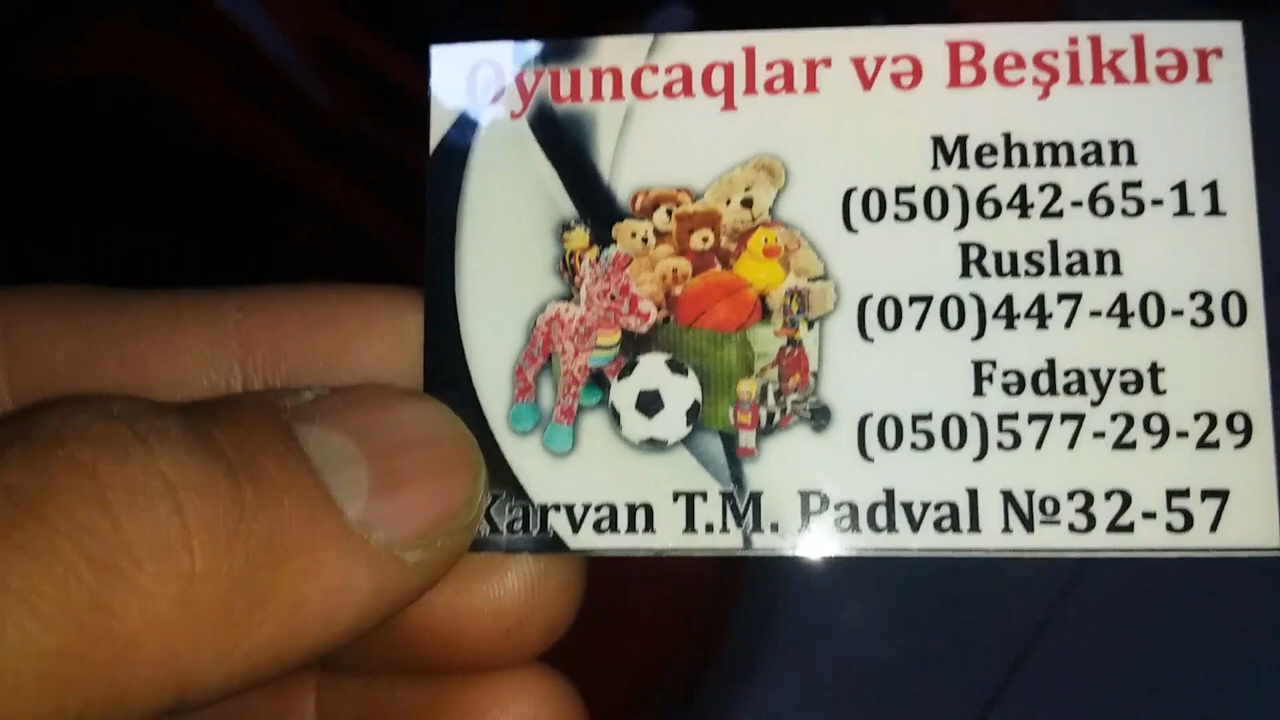 Oyuncaqlar və Beşiklər
Mehman
(050)642-65-11
Ruslan
(070)447-40-30
Fədayət
(050)577-29-29
Karvan T.M. Padval №32-57